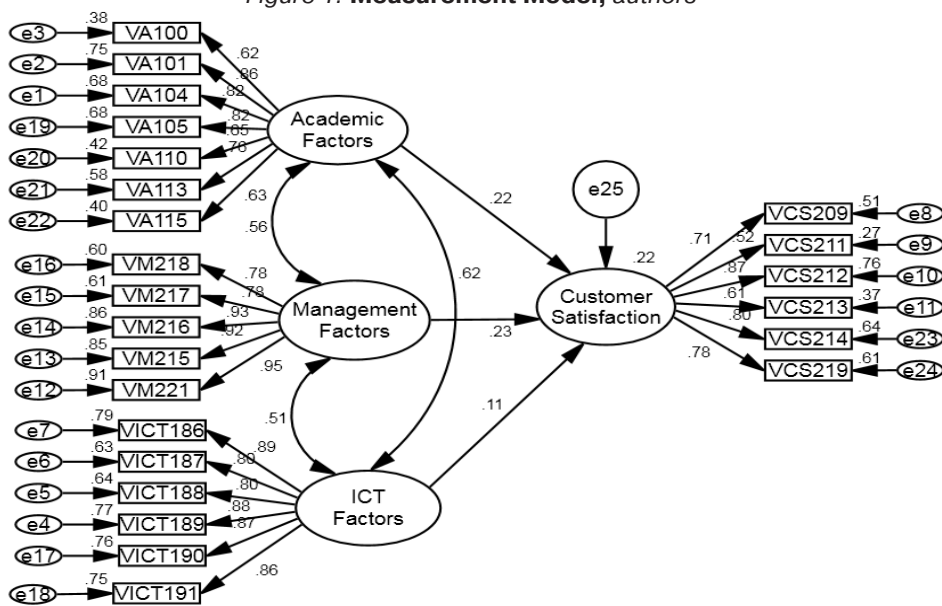 Figure 1. Measurement Model, authors
e3 .38 VA100
e2 .75 VA101
e1 .68 VA104
e19 .68 VA105
e20 .42 VA110
e21 .58 VA113
e22 .40 VA115
.62
.86
.82
.82
.65
.76
.63
Academic
Factors
e16 .60 VM218
e15 .61 VM217
e14 .86 VM216
e13 .85 VM215
e12 .91 VM221
.78
.78
.93
.92
.95
Management
Factors
e7 .79 VICT186
e6 .63 VICT187
e5 .64 VICT188
e4 .77 VICT189
e17 .76 VICT190
e18 .75 VICT191
.89
.80
.80
.88
.87
.86
ICT
Factors
.56
.51
.62
.22
.23
.11
e25
.22
Customer
Satisfaction
.71
.52
.87
.61
.80
.78
VCS209 .51 e8
VCS211 .27 e9
VCS212 .76 e10
VCS213 .37 e11
VCS214 .64 e23
VCS219 .61 e24